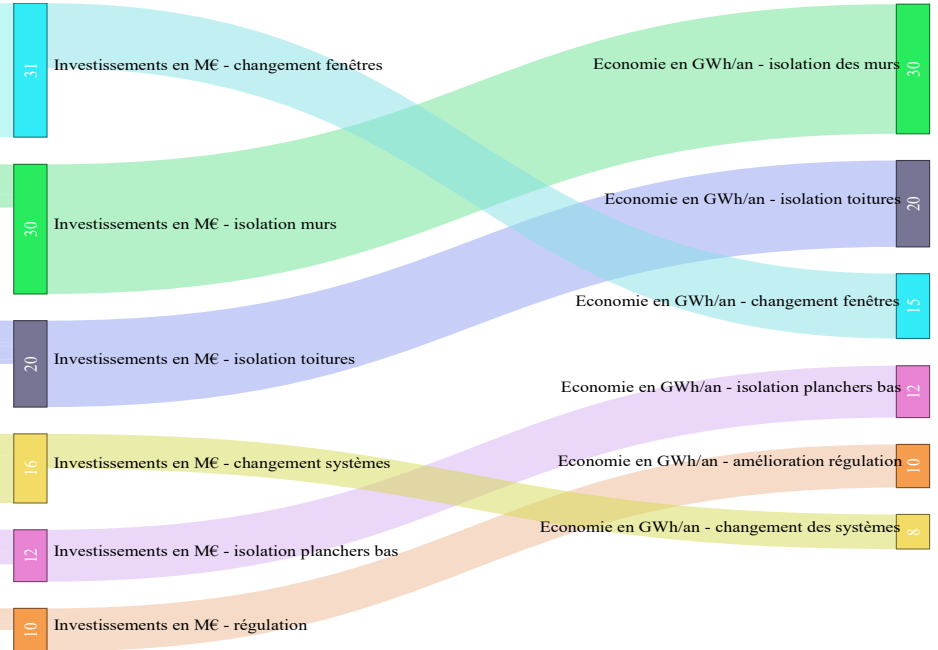 31
Investissements en M€ - changement fenêtres
Economie en GWh/an - isolation des murs
30
30
Investissements en M€ - isolation murs
Economie en GWh/an - isolation toitures
20
Economie en GWh/an - changement fenêtres
15
20
Investissements en M€ - isolation toitures
Economie en GWh/an - isolation planchers bas
12
16
Investissements en M€ - changement systèmes
Economie en GWh/an - amélioration régulation
10
Economie en GWh/an - changement des systèmes
8
12
Investissements en M€ - isolation planchers bas
10
Investissements en M€ - régulation